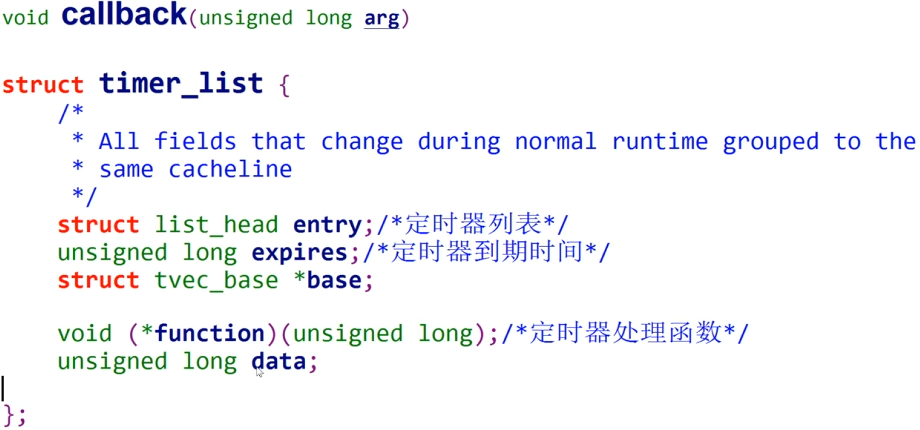 void callback(unsigned long arg)
struct timer_list {
/*
* All fields that change during normal runtime grouped to the
* same cacheline
*/
struct list_head entry;/*定时器列表*/
unsigned long expires;/*定时器到期时间*/
struct tvec_base *base;
void (*function)(unsigned long);/*定时器处理函数*/
unsigned long data;
};